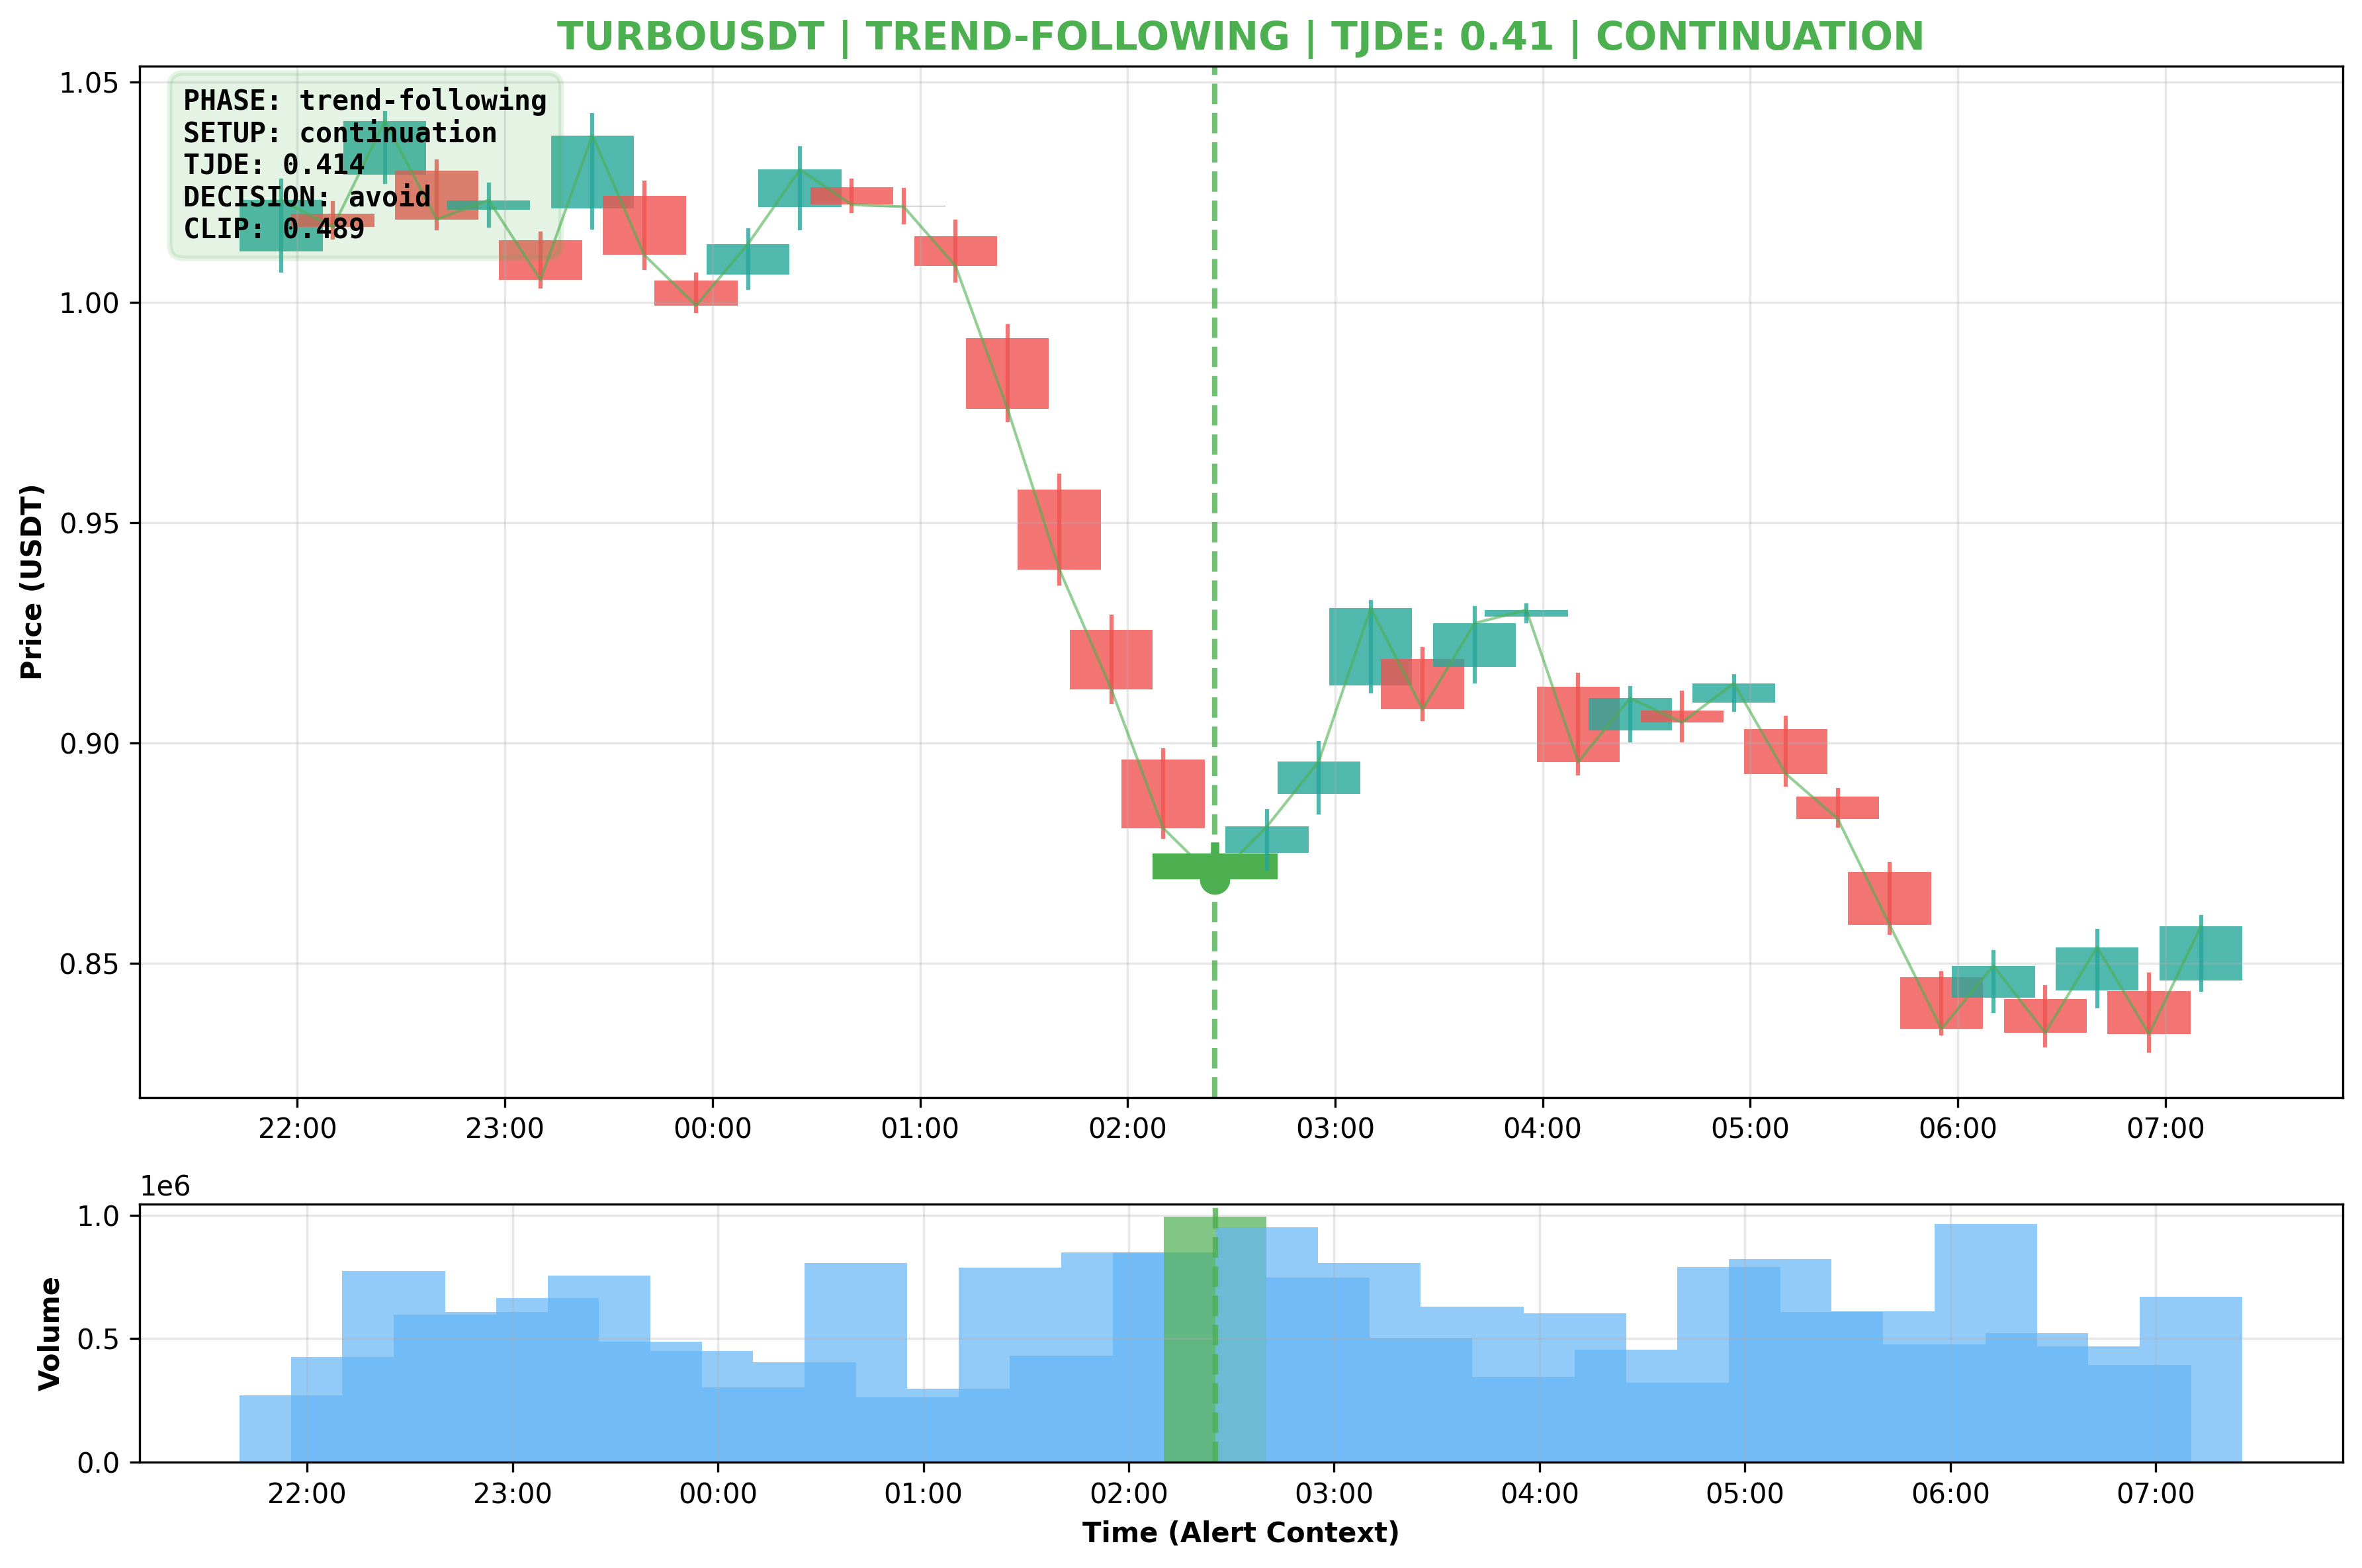 TURBOUSDT | TREND-FOLLOWING | TJDE: 0.41 | CONTINUATION
PHASE: trend-following
SETUP: continuation
TJDE: 0.414
DECISION: avoid
CLIP: 0.489
Price (USDT)
1.05
1.00
0.95
0.90
0.85
22:00 23:00 00:00 01:00 02:00 03:00 04:00 05:00 06:00 07:00
1e6
Volume
1.0
0.5
0.0
22:00 23:00 00:00 01:00 02:00 03:00 04:00 05:00 06:00 07:00
Time (Alert Context)